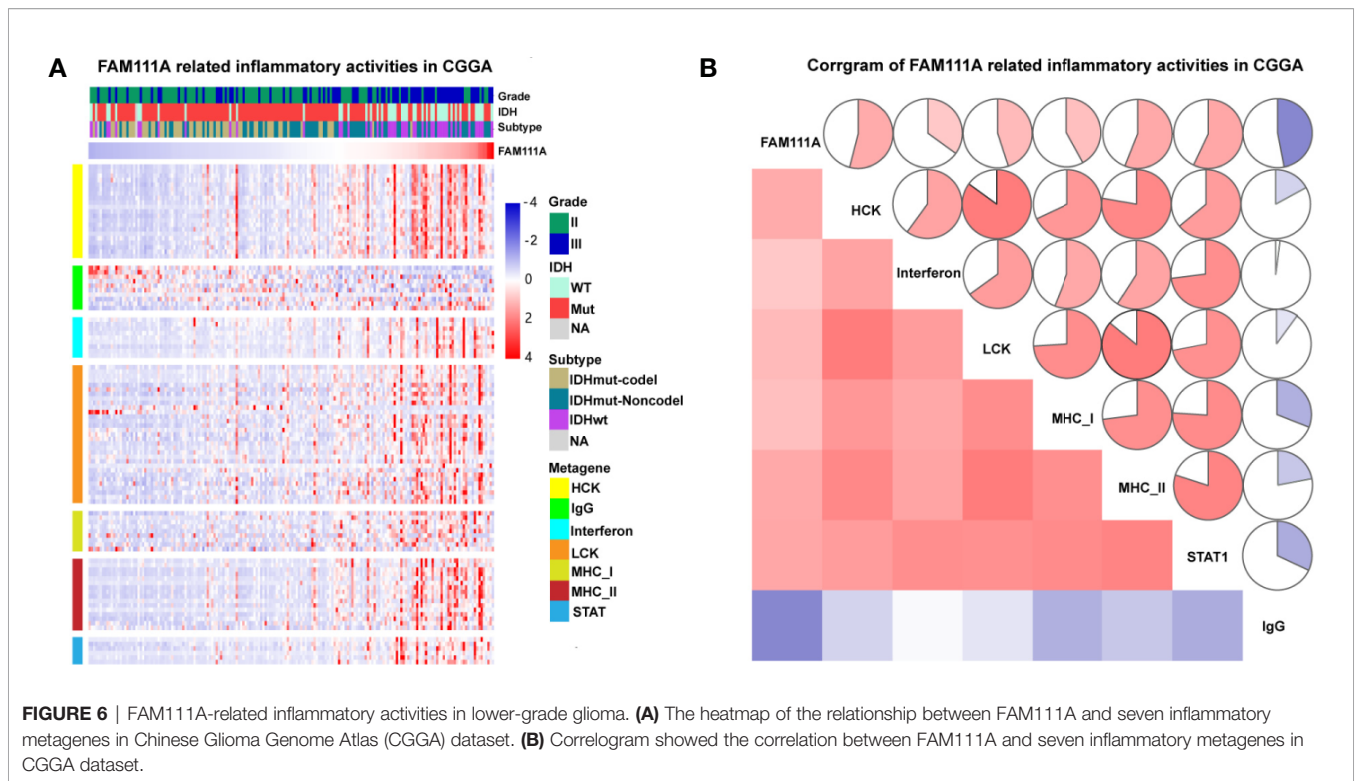 A
FAM111A related inflammatory activities in CGGA
Grade
IDH
Subtype
FAM111A
-4
-2
0
2
4
Grade
II
III
IDH
WT
Mut
NA
Subtype
IDHmut-codel
IDHmut-Noncodel
IDHwt
NA
Metagene
HCK
IgG
Interferon
LCK
MHC_I
MHC_II
STAT
B
Corrgram of FAM111A related inflammatory activities in CGGA
FAM111A
HCK
Interferon
LCK
MHC_I
MHC_II
STAT1
IgG
FIGURE 6 | FAM111A-related inflammatory activities in lower-grade glioma. (A) The heatmap of the relationship between FAM111A and seven inflammatory
metagenes in Chinese Glioma Genome Atlas (CGGA) dataset. (B) Correlogram showed the correlation between FAM111A and seven inflammatory metagenes in
CGGA dataset.